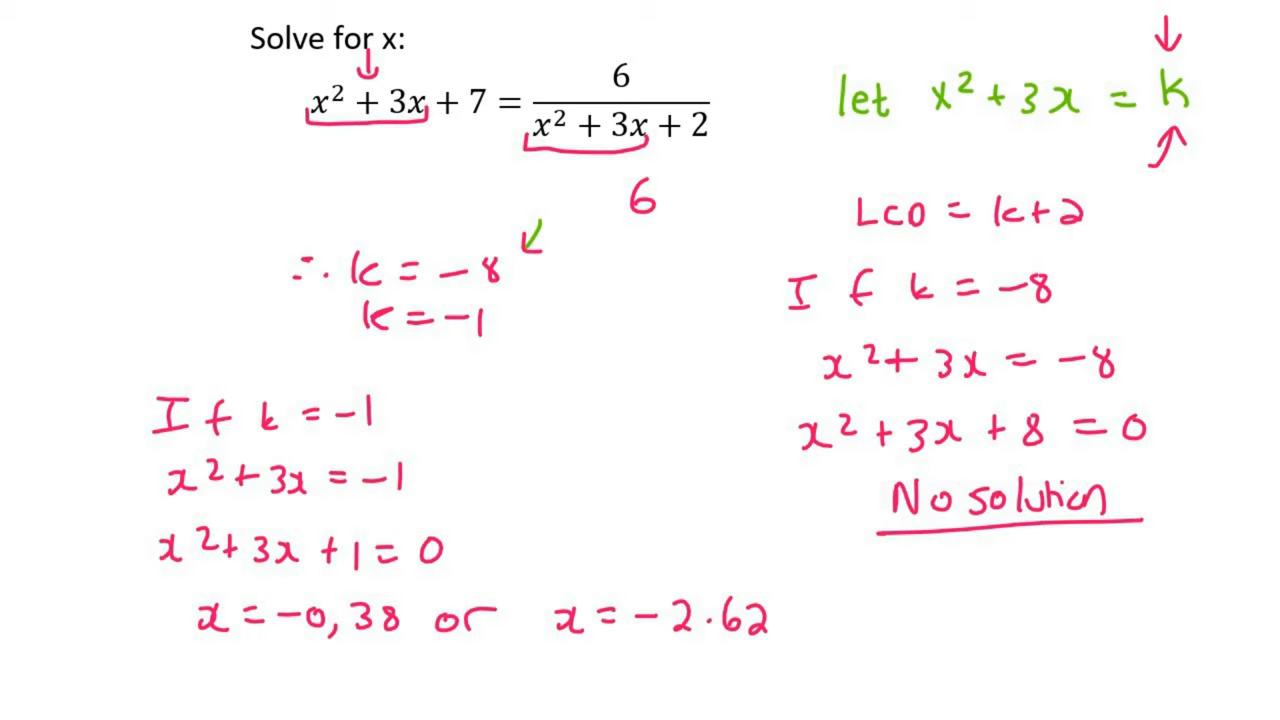 Solve for x:
x² + 3x + 7 = 6 / (x² + 3x + 2)
6
∴ k = -8
k = -1
If k = -1
x² + 3x = -1
x² + 3x + 1 = 0
x = -0,38 or x = -2.62
let x² + 3x = k
LCD = k+2
If k = -8
x² + 3x = -8
x² + 3x + 8 = 0
No solution